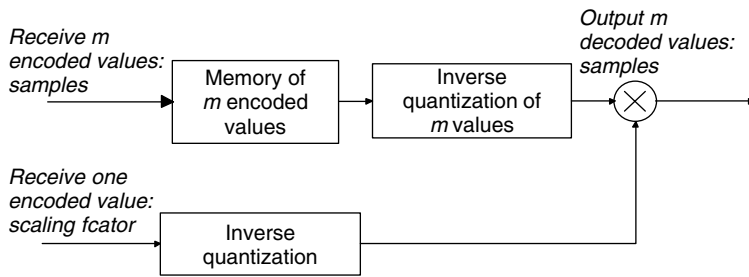 Receive m
encoded values:
samples
Memory of
m encoded
values
Inverse
quantization of
m values
Output m
decoded values:
samples
Receive one
encoded value:
scaling fcator
Inverse
quantization